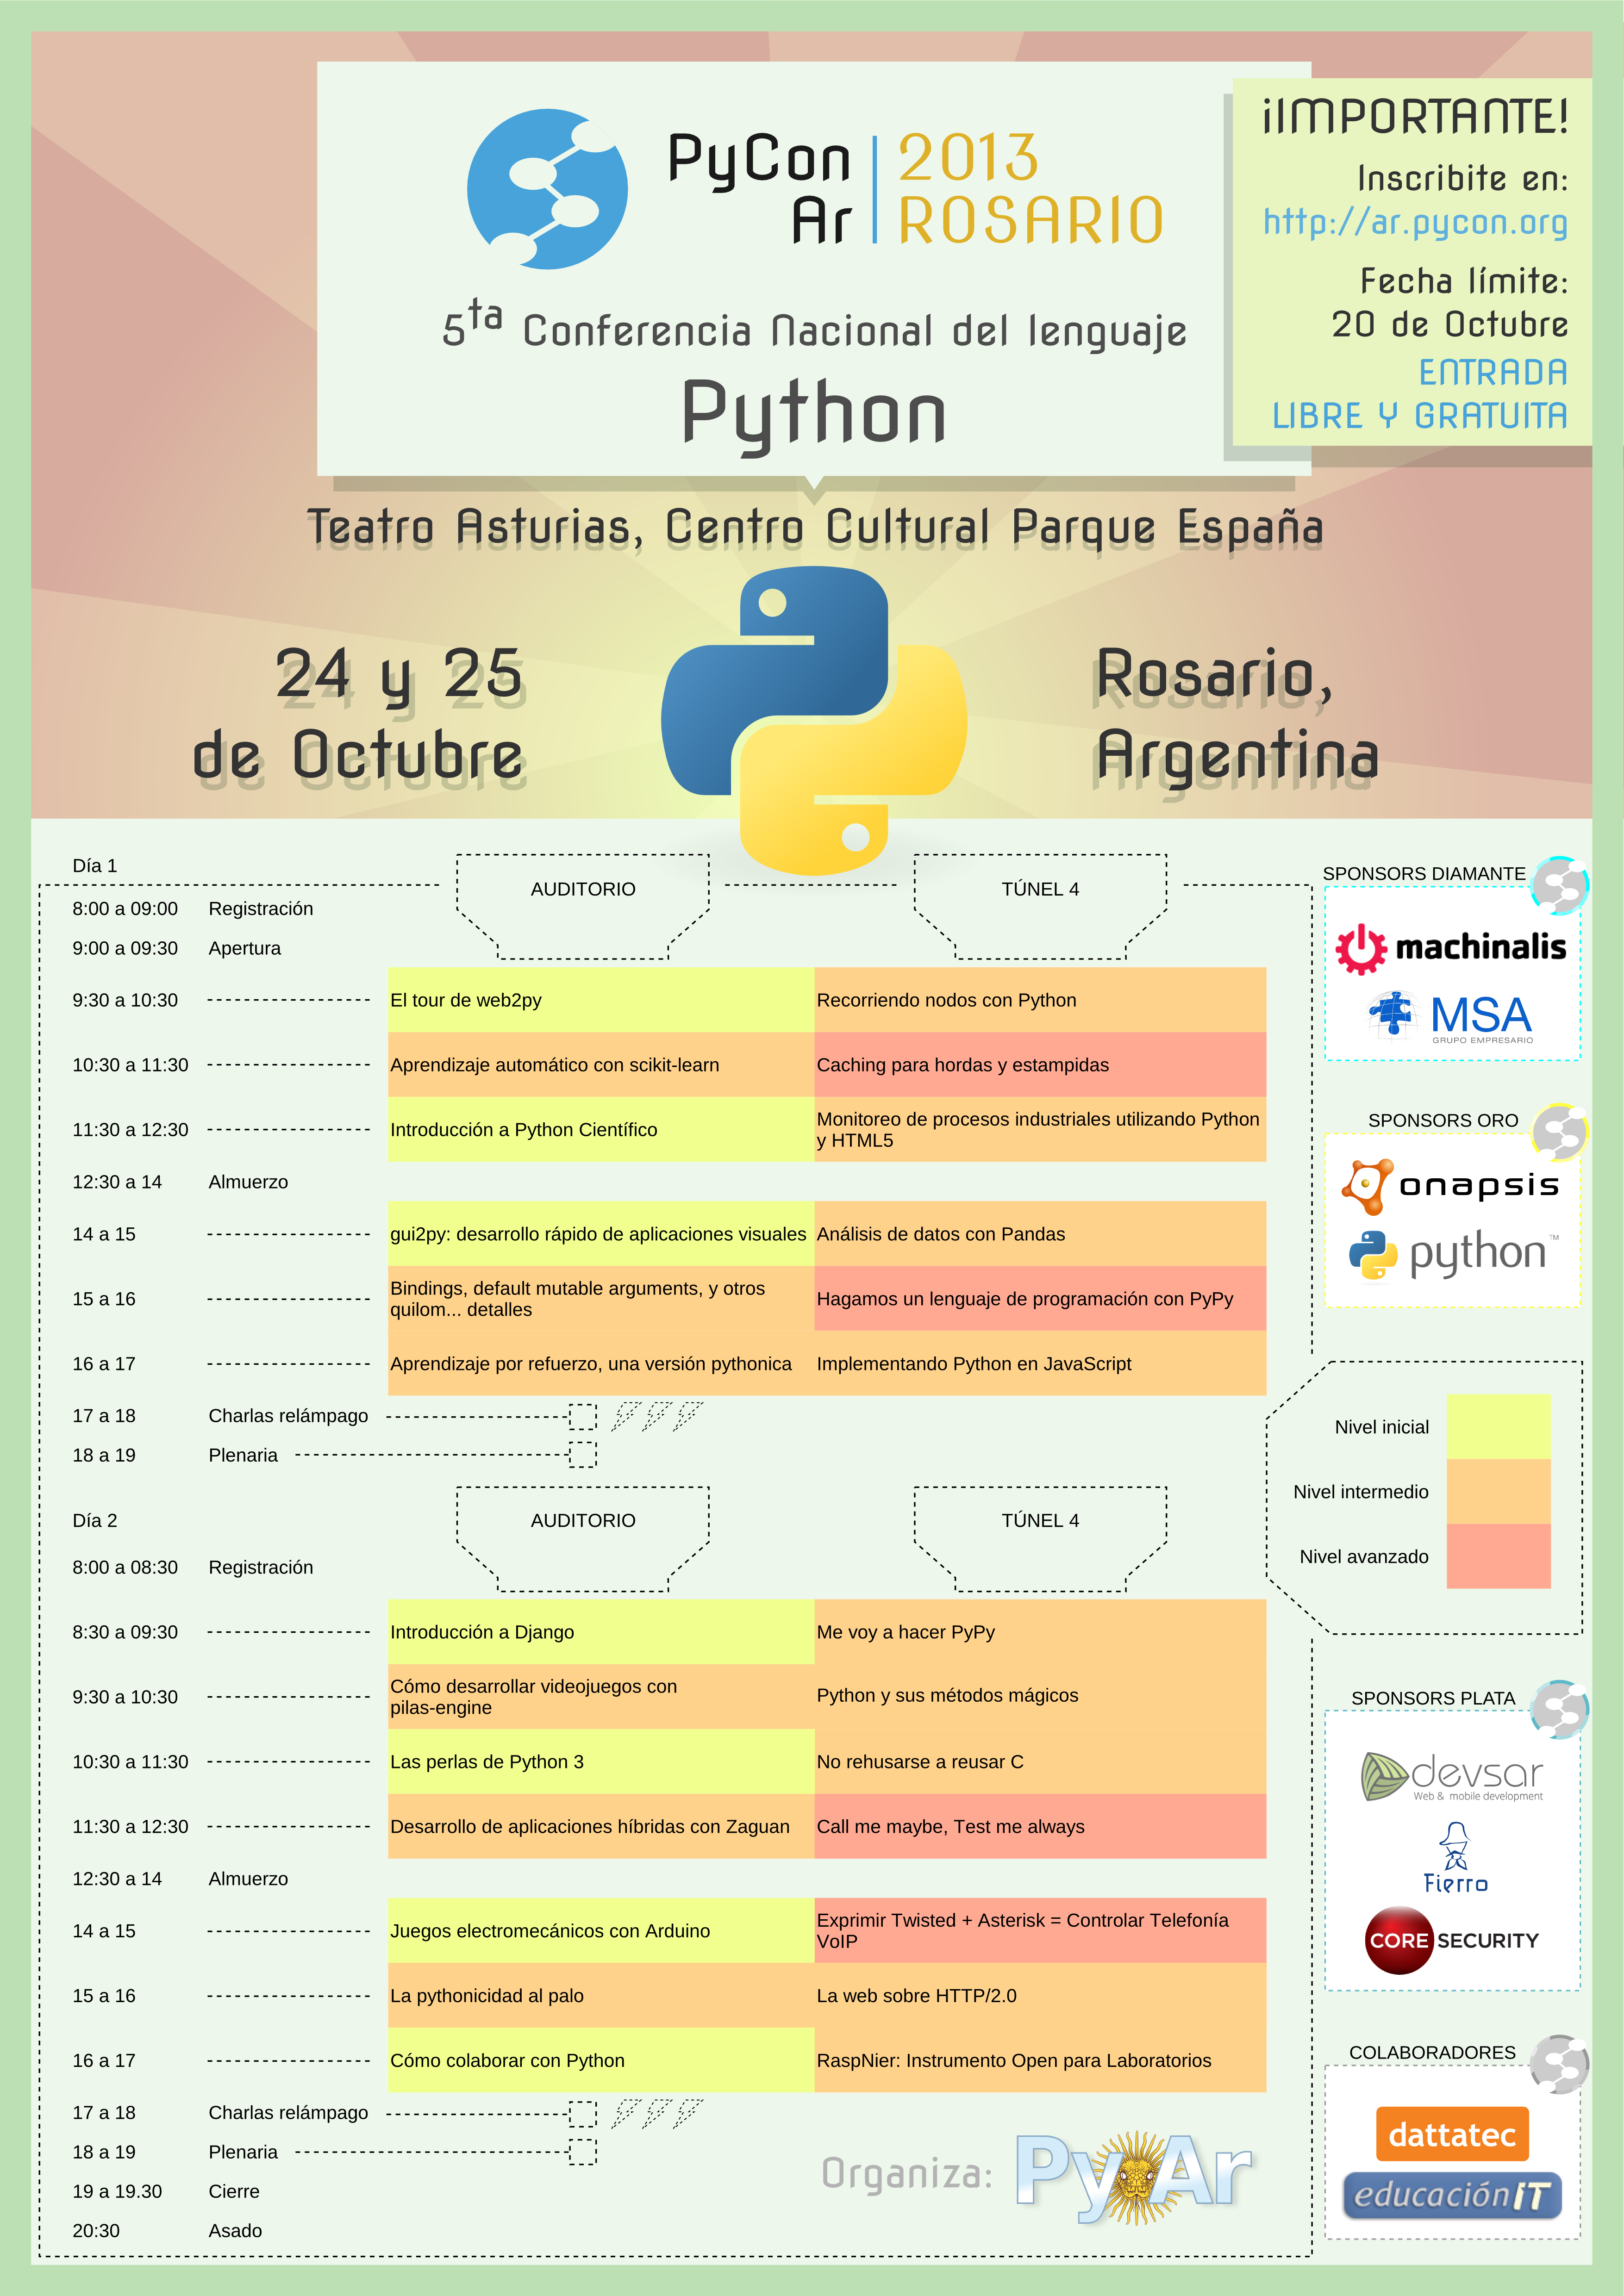 PyCon Ar
2013 ROSARIO
5ta Conferencia Nacional del lenguaje
Python
¡IMPORTANTE!
Inscribite en:
http://ar.pycon.org
Fecha límite:
20 de Octubre
ENTRADA
LIBRE Y GRATUITA
Teatro Asturias, Centro Cultural Parque España
24 y 25
de Octubre
Rosario,
Argentina
Día 1
AUDITORIO
TÚNEL 4
8:00 a 09:00 Registración
9:00 a 09:30 Apertura
9:30 a 10:30 El tour de web2py Recorriendo nodos con Python
10:30 a 11:30 Aprendizaje automático con scikit-learn Caching para hordas y estampidas
11:30 a 12:30 Introducción a Python Científico Monitoreo de procesos industriales utilizando Python
y HTML5
12:30 a 14 Almuerzo
14 a 15 gui2py: desarrollo rápido de aplicaciones visuales Análisis de datos con Pandas
15 a 16 Bindings, default mutable arguments, y otros
quilom... detalles
Hagamos un lenguaje de programación con PyPy
16 a 17 Aprendizaje por refuerzo, una versión pythonica Implementando Python en JavaScript
17 a 18 Charlas relámpago
18 a 19 Plenaria
Día 2
AUDITORIO
TÚNEL 4
8:00 a 08:30 Registración
8:30 a 09:30 Introducción a Django Me voy a hacer PyPy
9:30 a 10:30 Cómo desarrollar videojuegos con
pilas-engine
Python y sus métodos mágicos
10:30 a 11:30 Las perlas de Python 3 No rehusarse a reusar C
11:30 a 12:30 Desarrollo de aplicaciones híbridas con Zaguan Call me maybe, Test me always
12:30 a 14 Almuerzo
14 a 15 Juegos electromecánicos con Arduino Exprimir Twisted + Asterisk = Controlar Telefonía
VoIP
15 a 16 La pythonicidad al palo La web sobre HTTP/2.0
16 a 17 Cómo colaborar con Python RaspNier: Instrumento Open para Laboratorios
17 a 18 Charlas relámpago
18 a 19 Plenaria
19 a 19.30 Cierre
20:30 Asado
Organiza: PyAr
SPONSORS DIAMANTE
machinalis
MSA
GRUPO EMPRESARIO
SPONSORS ORO
onapsis
python™
Nivel inicial
Nivel intermedio
Nivel avanzado
SPONSORS PLATA
devsar
Web & mobile development
Fierro
CORE SECURITY
COLABORADORES
dattatec
educaciónIT